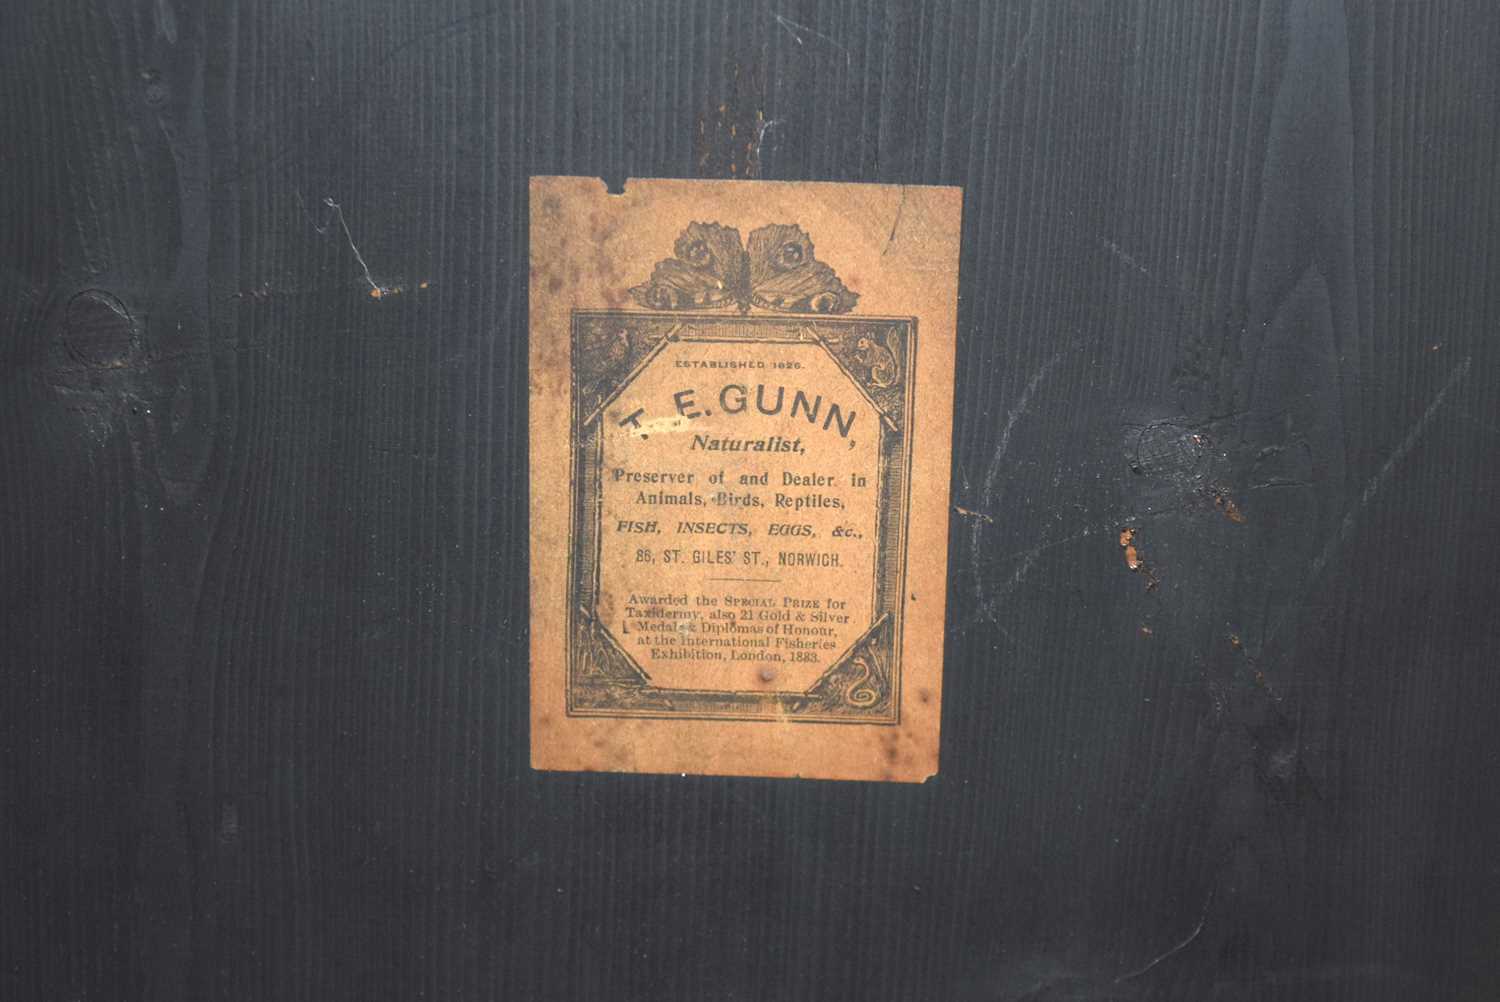 ESTABLISHED 1826.
T. E. GUNN,
Naturalist,
Preserver of and Dealer in
Animals, Birds, Reptiles,
FISH, INSECTS, EGGS, &c.,
86, ST. GILES' ST., NORWICH.
Awarded the SPECIAL PRIZE for
Taxidermy, also 21 Gold & Silver
Medals & Diplomas of Honour,
at the International Fisheries
Exhibition, London, 1883.